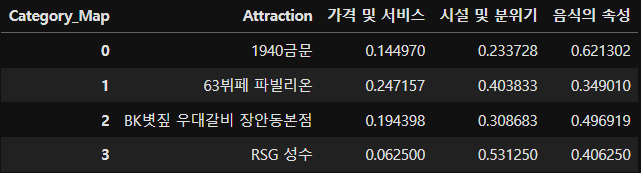 Category_Map Attraction 가격 및 서비스 시설 및 분위기 음식의 속성
0 1940금문 0.144970 0.233728 0.621302
1 63뷔페 파빌리온 0.247157 0.403833 0.349010
2 BK볏짚 우대갈비 장안동본점 0.194398 0.308683 0.496919
3 RSG 성수 0.062500 0.531250 0.406250